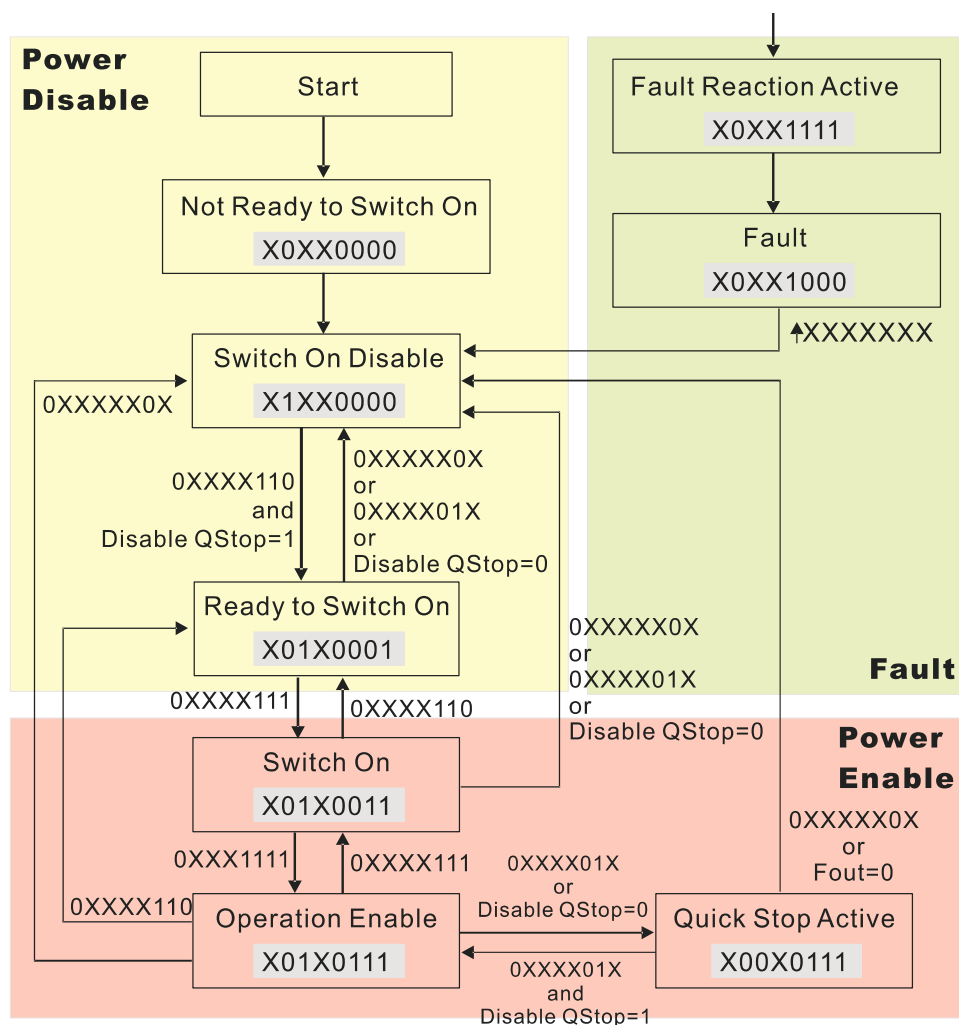 Power
Disable
Start
Not Ready to Switch On
X0XX0000
Switch On Disable
X1XX0000
0XXXXX0X
0XXXX110
and
Disable QStop=1
0XXXXX0X
or
0XXXX01X
or
Disable QStop=0
Ready to Switch On
X01X0001
0XXXX111
0XXXX110
Fault Reaction Active
X0XX1111
Fault
X0XX1000
XXXXXXX
Fault
0XXXXX0X
or
0XXXX01X
or
Disable QStop=0
Power
Enable
Switch On
X01X0011
0XXX1111
0XXXX111
0XXXX110
Operation Enable
X01X0111
0XXXX01X
or
Disable QStop=0
0XXXX01X
and
Disable QStop=1
0XXXXX0X
or
Fout=0
Quick Stop Active
X00X0111